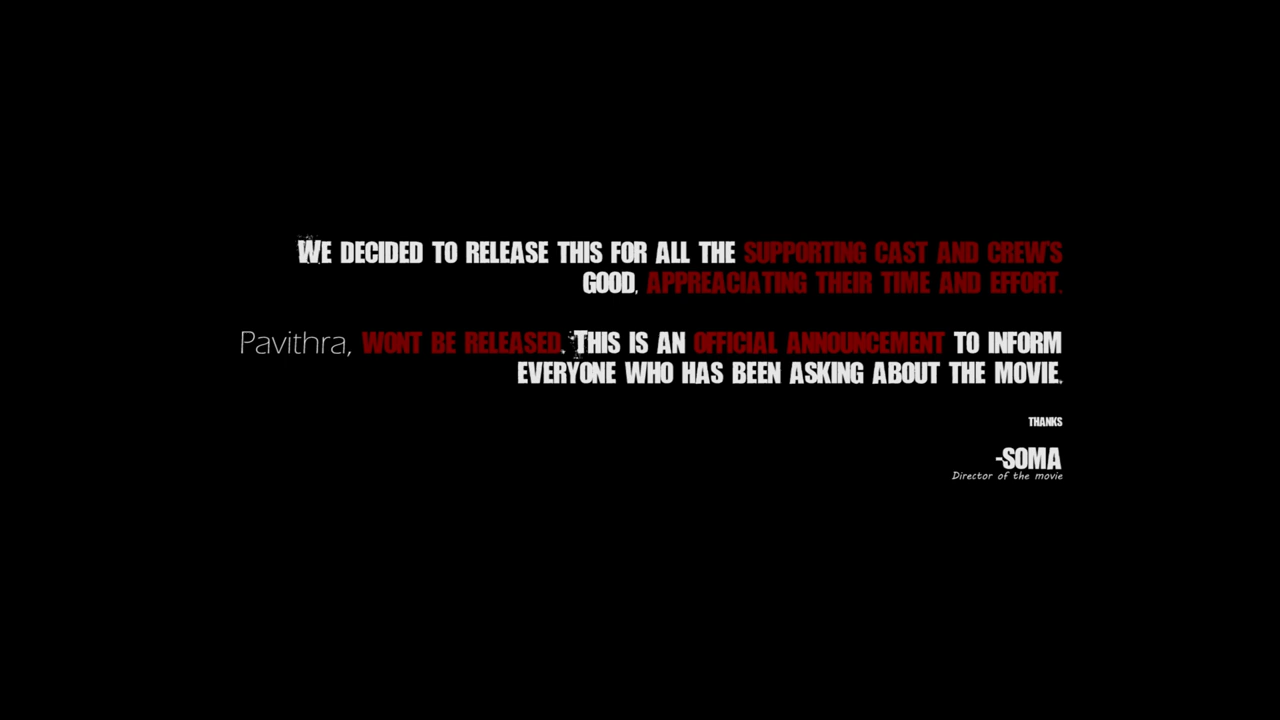 WE DECIDED TO RELEASE THIS FOR ALL THE SUPPORTING CAST AND CREW'S
GOOD, APPREACIATING THEIR TIME AND EFFORT.
Pavithra, WONT BE RELEASED. THIS IS AN OFFICIAL ANNOUNCEMENT TO INFORM
EVERYONE WHO HAS BEEN ASKING ABOUT THE MOVIE.
THANKS
-SOMA
Director of the movie